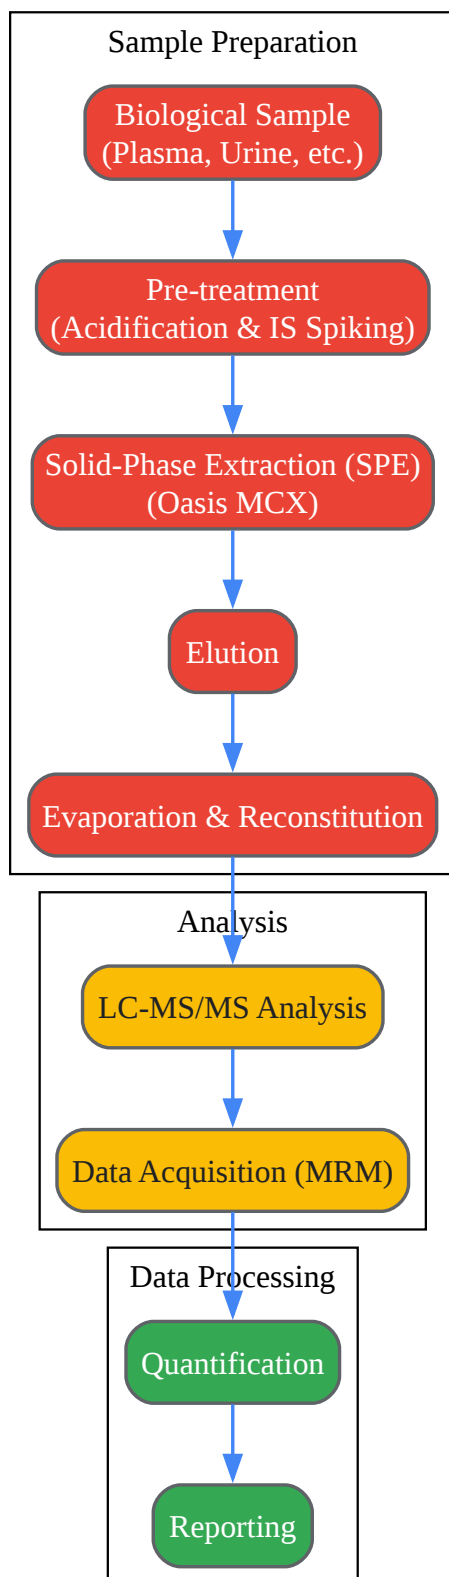 Sample Preparation
Biological Sample
(Plasma, Urine, etc.)
Pre-treatment
(Acidification & IS Spiking)
Solid-Phase Extraction (SPE)
(Oasis MCX)
Elution
Evaporation & Reconstitution
Analysis
LC-MS/MS Analysis
Data Acquisition (MRM)
Data Processing
Quantification
Reporting